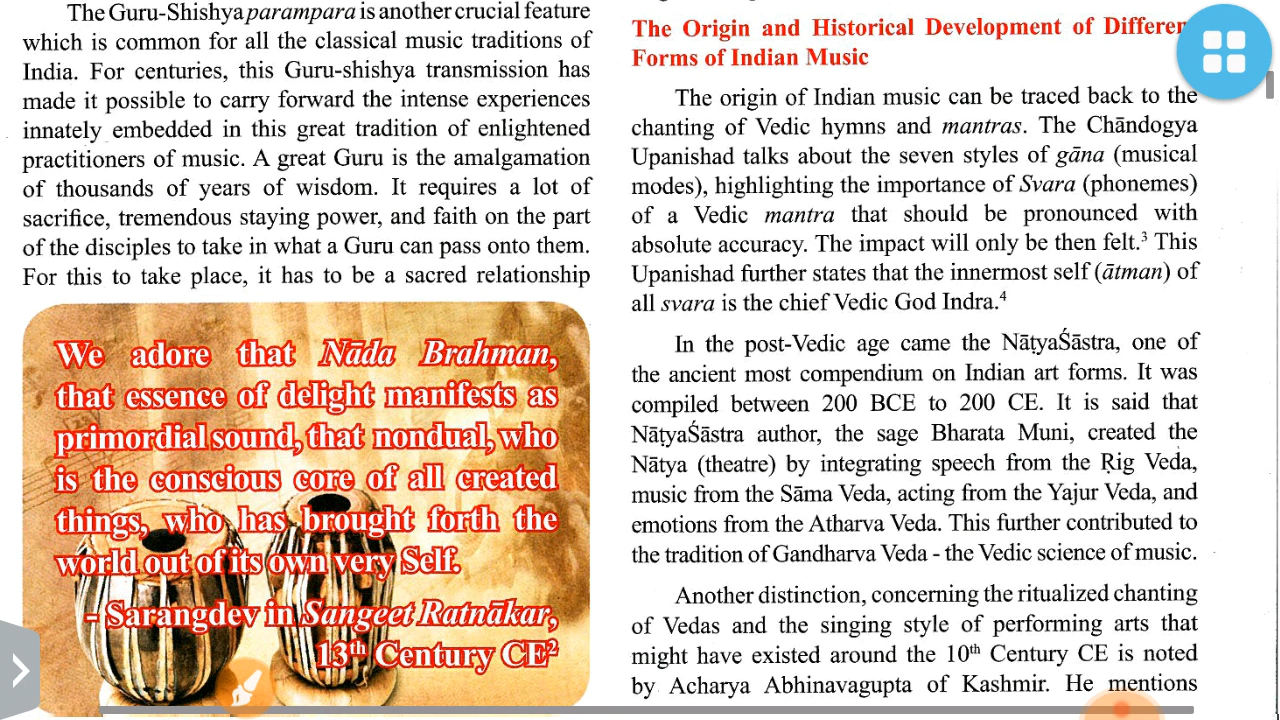 The Guru-Shishya parampara is another crucial feature
which is common for all the classical music traditions of
India. For centuries, this Guru-shishya transmission has
made it possible to carry forward the intense experiences
innately embedded in this great tradition of enlightened
practitioners of music. A great Guru is the amalgamation
of thousands of years of wisdom. It requires a lot of
sacrifice, tremendous staying power, and faith on the part
of the disciples to take in what a Guru can pass onto them.
For this to take place, it has to be a sacred relationship
We adore that Nāda Brahman,
that essence of delight manifests as
primordial sound, that nondual, who
is the conscious core of all created
things, who has brought forth the
world out of its own very Self.
- Sarangdev in Sangeet Ratnākar,
13th Century CE2
The Origin and Historical Development of Differen
Forms of Indian Music
The origin of Indian music can be traced back to the
chanting of Vedic hymns and mantras. The Chāndogya
Upanishad talks about the seven styles of gāna (musical
modes), highlighting the importance of Svara (phonemes)
of a Vedic mantra that should be pronounced with
absolute accuracy. The impact will only be then felt.3 This
Upanishad further states that the innermost self (ātman) of
all svara is the chief Vedic God Indra.4
In the post-Vedic age came the NāṭyaŚāstra, one of
the ancient most compendium on Indian art forms. It was
compiled between 200 BCE to 200 CE. It is said that
NāṭyaŚāstra author, the sage Bharata Muni, created the
Nātya (theatre) by integrating speech from the Ṛig Veda,
music from the Sāma Veda, acting from the Yajur Veda, and
emotions from the Atharva Veda. This further contributed to
the tradition of Gandharva Veda - the Vedic science of music.
Another distinction, concerning the ritualized chanting
of Vedas and the singing style of performing arts that
might have existed around the 10th Century CE is noted
by Acharya Abhinavagupta of Kashmir. He mentions